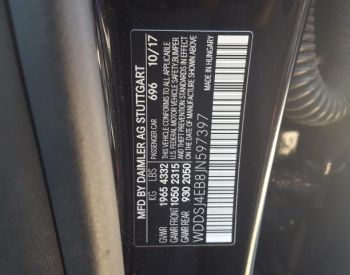 MFD BY DAIMLER AG STUTTGART
696 10/17
KG LBS
GVWR 1965 4332
GAWR FRONT 1050 2315
GAWR REAR 930 2050
PASSENGER CAR
THIS VEHICLE CONFORMS TO ALL APPLICABLE
U.S. FEDERAL MOTOR VEHICLE SAFETY, BUMPER
AND THEFT PREVENTION STANDARDS IN EFFECT
ON THE DATE OF MANUFACTURE SHOWN ABOVE
WDDSJ4EB8JN597397
MADE IN HUNGARY